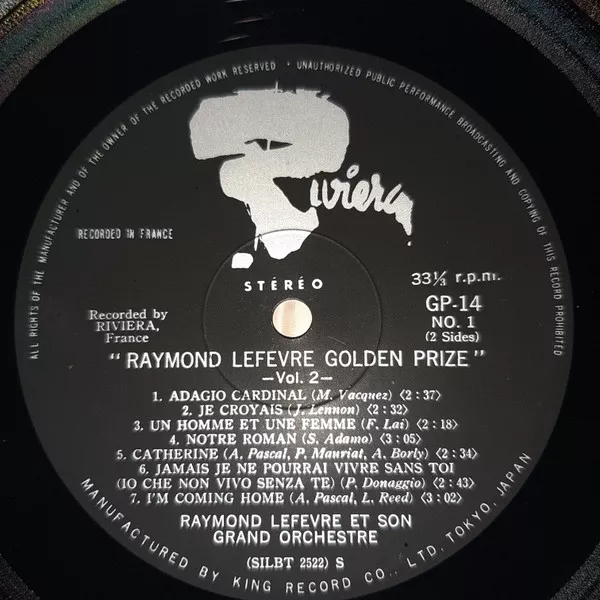 ALL RIGHTS OF THE MANUFACTURER AND OF THE OWNER OF THE RECORDED WORK RESERVED • UNAUTHORIZED PUBLIC PERFORMANCE BROADCASTING AND COPYING OF THIS RECORD PROHIBITED
Riviera
RECORDED IN FRANCE
STÉRÉO
33⅓ r.p.m.
GP-14
NO. 1
(2 Sides)
Recorded by
RIVIERA,
France
"RAYMOND LEFEVRE GOLDEN PRIZE"
—Vol. 2—
1. ADAGIO CARDINAL (M. Vacquez) 〈2:37〉
2. JE CROYAIS (J. Lennon) 〈2:32〉
3. UN HOMME ET UNE FEMME (F. Lai) 〈2:18〉
4. NOTRE ROMAN (S. Adamo) 〈3:05〉
5. CATHERINE (A. Pascal, P. Mauriat, A. Borly) 〈2:34〉
6. JAMAIS JE NE POURRAI VIVRE SANS TOI
(IO CHE NON VIVO SENZA TE) (P. Donaggio) 〈2:43〉
7. I'M COMING HOME (A. Pascal, L. Reed) 〈3:02〉
RAYMOND LEFEVRE ET SON
GRAND ORCHESTRE
(SILBT 2522) S
MANUFACTURED BY KING RECORD CO., LTD. TOKYO, JAPAN